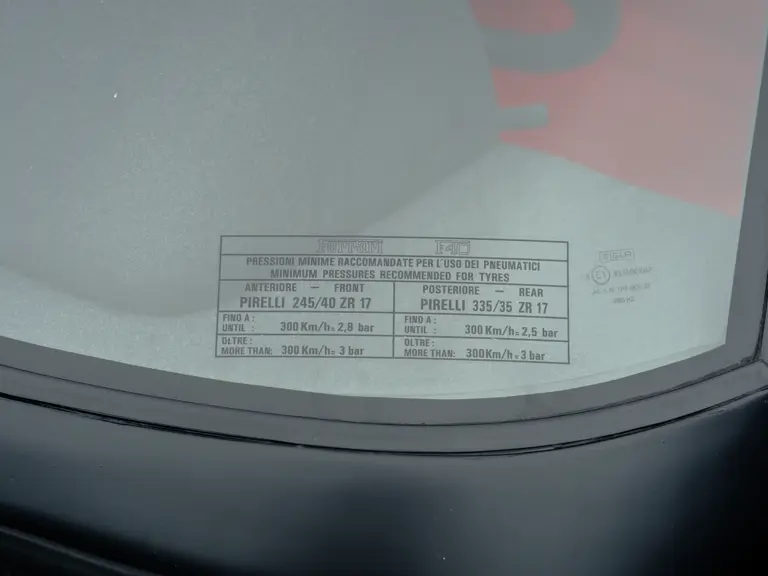 Ferrari F40
PRESSIONI MINIME RACCOMANDATE PER L'USO DEI PNEUMATICI
MINIMUM PRESSURES RECOMMENDED FOR TYRES
ANTERIORE – FRONT
PIRELLI 245/40 ZR 17
POSTERIORE – REAR
PIRELLI 335/35 ZR 17
FINO A :
UNTIL : 300 Km/h= 2,8 bar
FINO A :
UNTIL : 300 Km/h= 2,5 bar
OLTRE :
MORE THAN: 300 Km/h= 3 bar
OLTRE :
MORE THAN: 300 Km/h= 3 bar
SIGLA